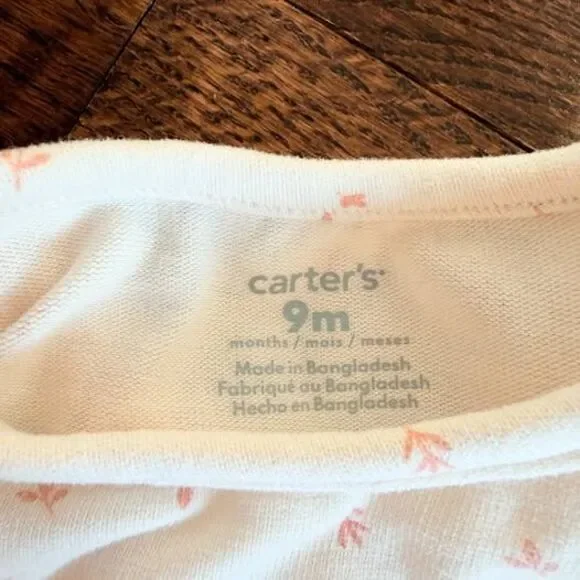 carter's
9m
months / mois / meses
Made in Bangladesh
Fabriqué au Bangladesh
Hecho en Bangladesh